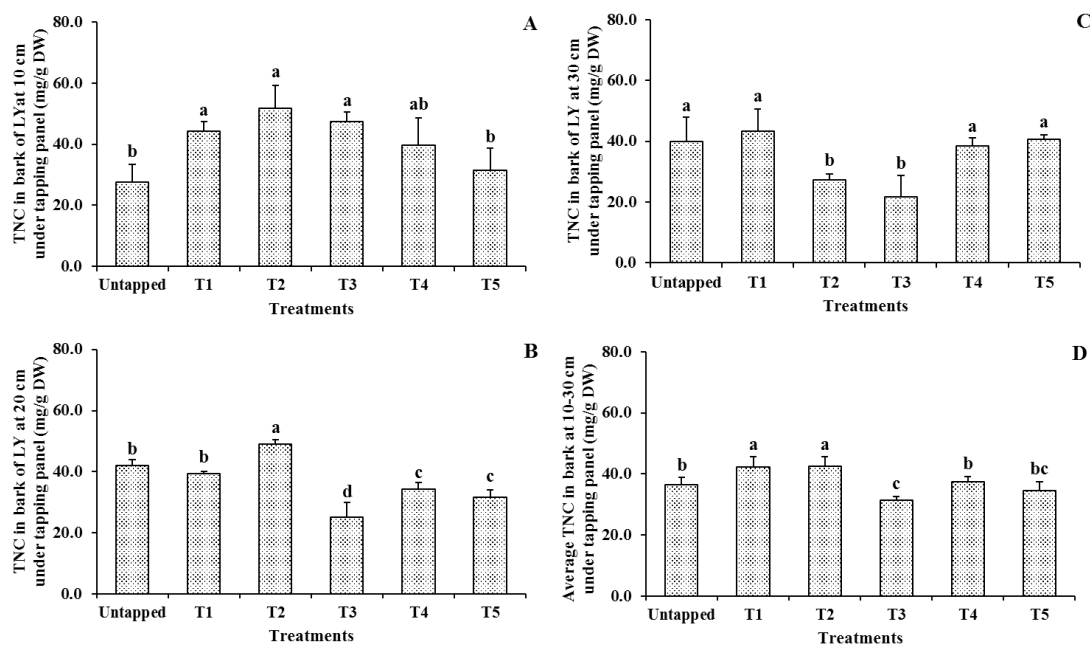 A
TNC in bark of LYat 10 cm
under tapping panel (mg/g DW)
80.0
60.0
40.0
20.0
0.0
b
a
a
a
ab
b
Untapped T1 T2 T3 T4 T5
Treatments
B
TNC in bark of LY at 20 cm
under tapping panel (mg/g DW)
80.0
60.0
40.0
20.0
0.0
b
b
a
d
c
c
Untapped T1 T2 T3 T4 T5
Treatments
C
TNC in bark of LY at 30 cm
under tapping panel (mg/g DW)
80.0
60.0
40.0
20.0
0.0
a
a
b
b
a
a
Untapped T1 T2 T3 T4 T5
Treatments
D
Average TNC in bark at 10-30 cm
under tapping panel (mg/g DW)
80.0
60.0
40.0
20.0
0.0
b
a
a
c
b
bc
Untapped T1 T2 T3 T4 T5
Treatments